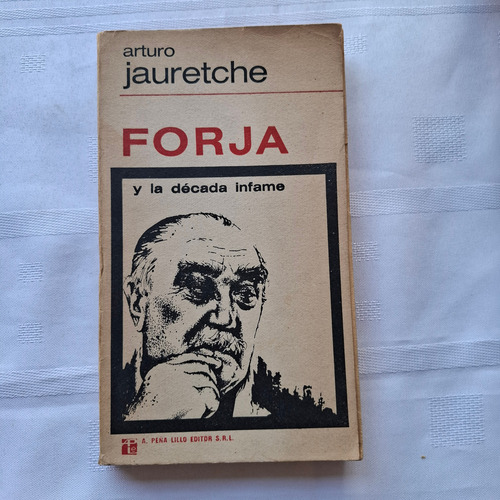 arturo
jauretche
FORJA
y la década infame
A. PEÑA LILLO EDITOR S.R.L.